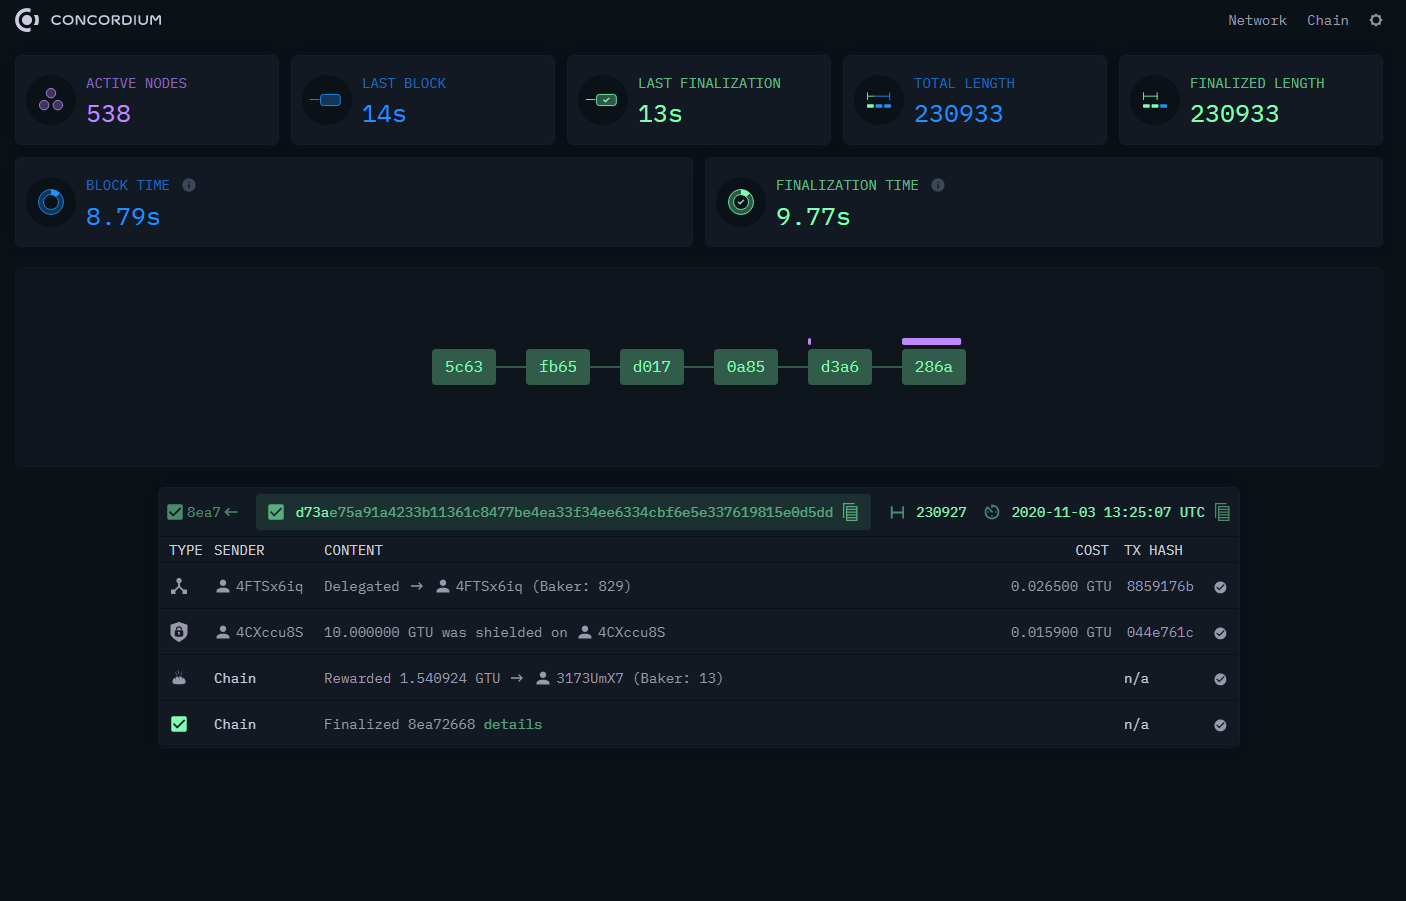 CONCORDIUM
Network Chain
ACTIVE NODES
538
LAST BLOCK
14s
LAST FINALIZATION
13s
TOTAL LENGTH
230933
FINALIZED LENGTH
230933
BLOCK TIME
8.79s
FINALIZATION TIME
9.77s
5c63 fb65 d017 0a85 d3a6 286a
8ea7 ← d73ae75a91a4233b11361c8477be4ea33f34ee6334cbf6e5e337619815e0d5dd 230927 2020-11-03 13:25:07 UTC
TYPE SENDER CONTENT COST TX HASH
4FTSx6iq Delegated → 4FTSx6iq (Baker: 829) 0.026500 GTU 8859176b
4CXccu8S 10.000000 GTU was shielded on 4CXccu8S 0.015900 GTU 044e761c
Chain Rewarded 1.540924 GTU → 3173UmX7 (Baker: 13) n/a
Chain Finalized 8ea72668 details n/a